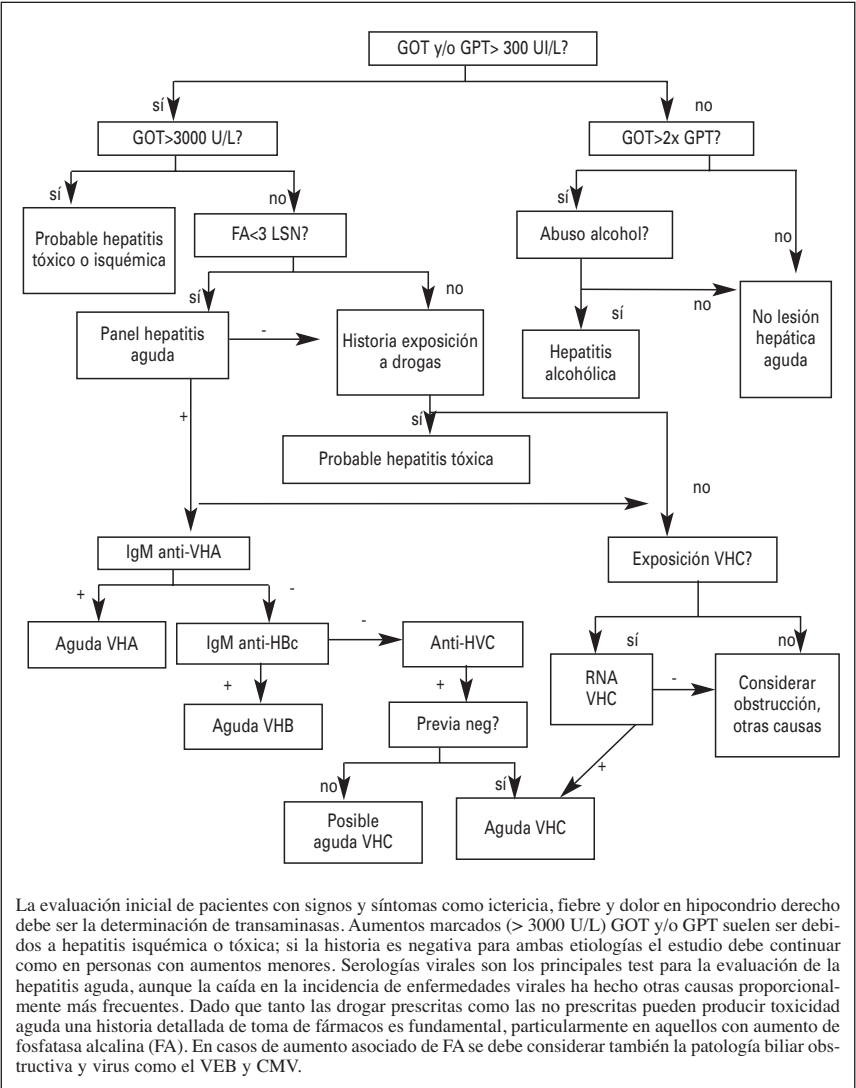 GOT y/o GPT> 300 UI/L?
sí
no
GOT>3000 U/L?
GOT>2x GPT?
sí
no
sí
no
Probable hepatitis
tóxico o isquémica
FA<3 LSN?
Abuso alcohol?
sí
no
sí
no
Panel hepatitis
aguda
-
Historia exposición
a drogas
Hepatitis
alcohólica
No lesión
hepática
aguda
+
sí
no
Probable hepatitis tóxica
IgM anti-VHA
Exposición VHC?
+
-
sí
no
Aguda VHA
IgM anti-HBc
-
Anti-HVC
RNA
VHC
-
Considerar
obstrucción,
otras causas
+
+
+
Aguda VHB
Previa neg?
no
sí
Posible
aguda VHC
Aguda VHC
La evaluación inicial de pacientes con signos y síntomas como ictericia, fiebre y dolor en hipocondrio derecho
debe ser la determinación de transaminasas. Aumentos marcados (> 3000 U/L) GOT y/o GPT suelen ser debi-
dos a hepatitis isquémica o tóxica; si la historia es negativa para ambas etiologías el estudio debe continuar
como en personas con aumentos menores. Serologías virales son los principales test para la evaluación de la
hepatitis aguda, aunque la caída en la incidencia de enfermedades virales ha hecho otras causas proporcional-
mente más frecuentes. Dado que tanto las drogar prescritas como las no prescritas pueden producir toxicidad
aguda una historia detallada de toma de fármacos es fundamental, particularmente en aquellos con aumento de
fosfatasa alcalina (FA). En casos de aumento asociado de FA se debe considerar también la patología biliar obs-
tructiva y virus como el VEB y CMV.